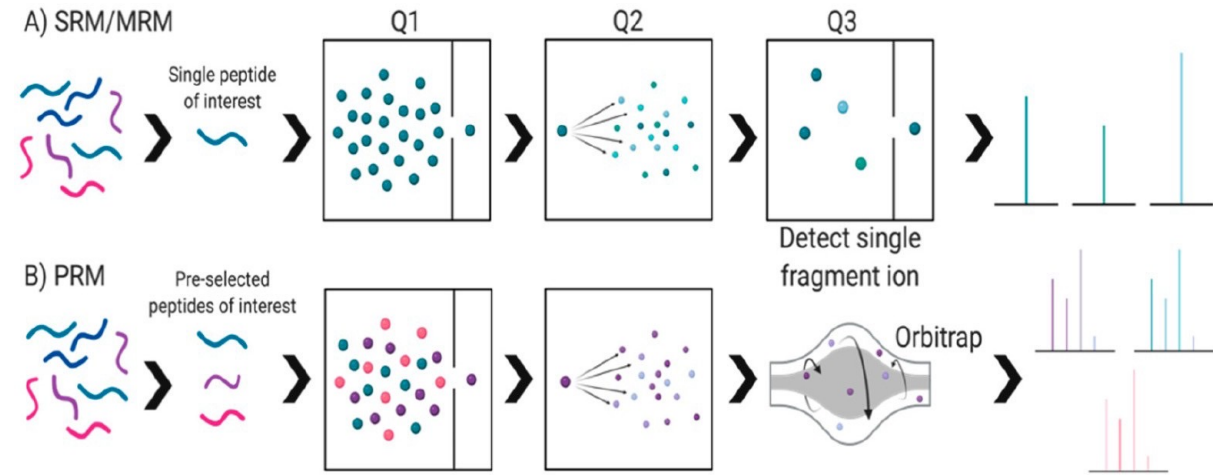 A) SRM/MRM
Q1
Q2
Q3
Single peptide
of interest
Detect single
fragment ion
B) PRM
Pre-selected
peptides of interest
Orbitrap